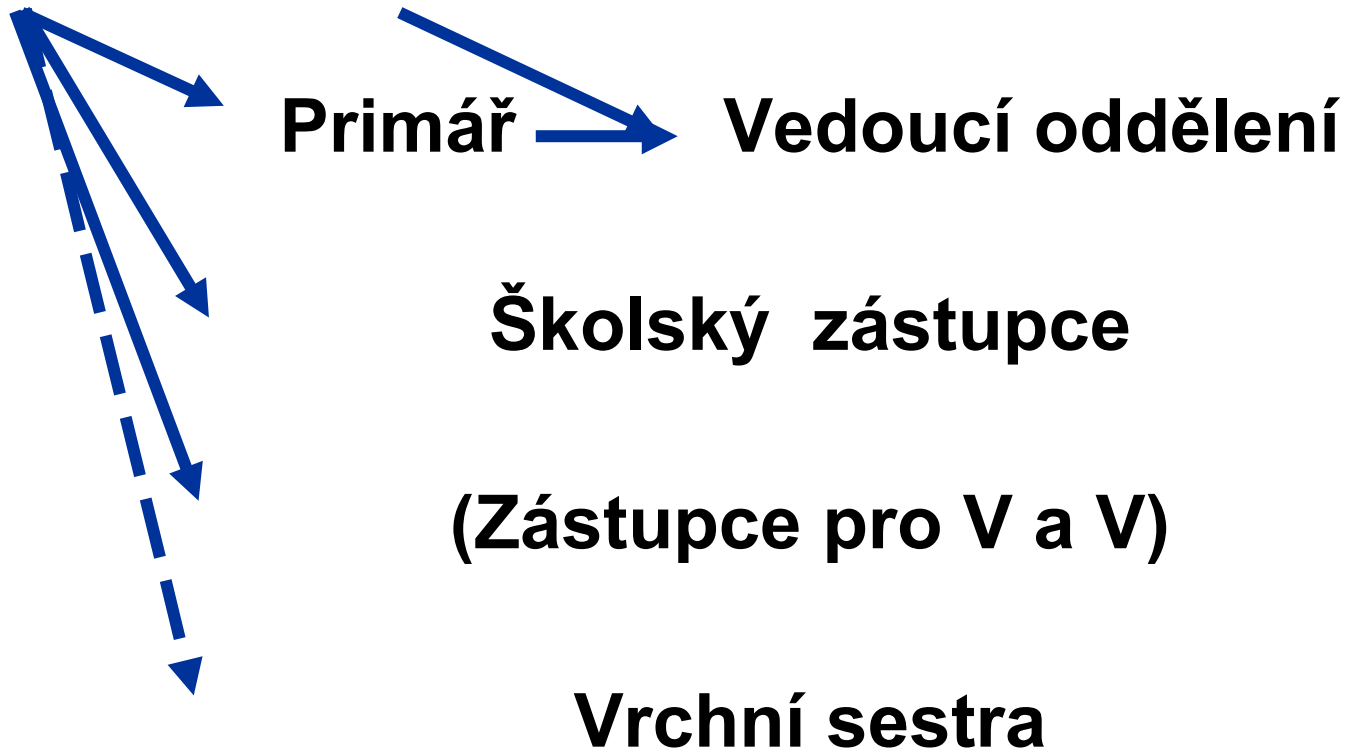 Primář Vedoucí oddělení
Školský zástupce
(Zástupce pro V a V)
Vrchní sestra